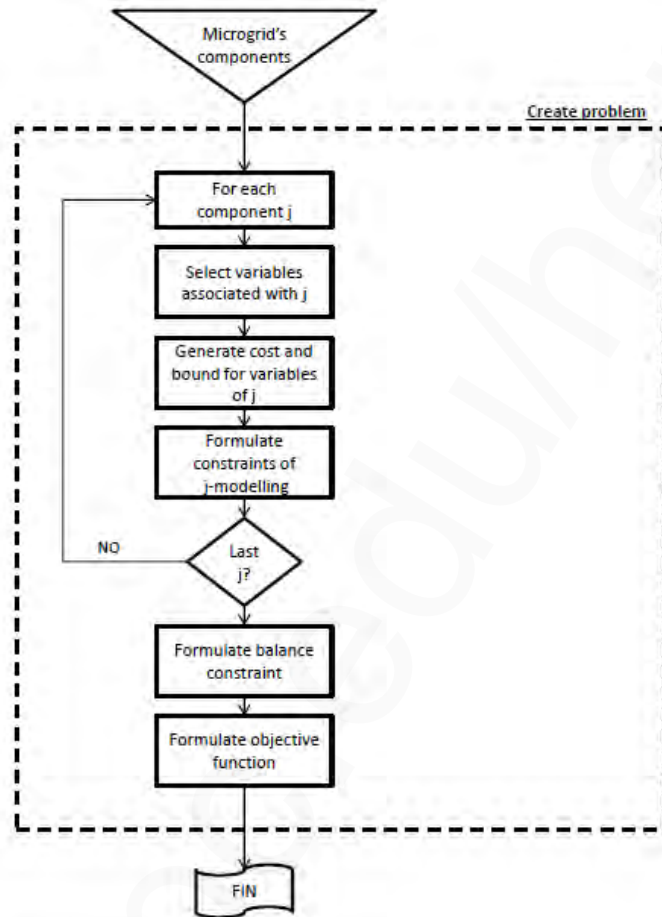 Microgrid's
components
Create problem
For each
component j
Select variables
associated with j
Generate cost and
bound for variables
of j
Formulate
constraints of
j-modelling
NO
Last
j?
Formulate balance
constraint
Formulate objective
function
FIN